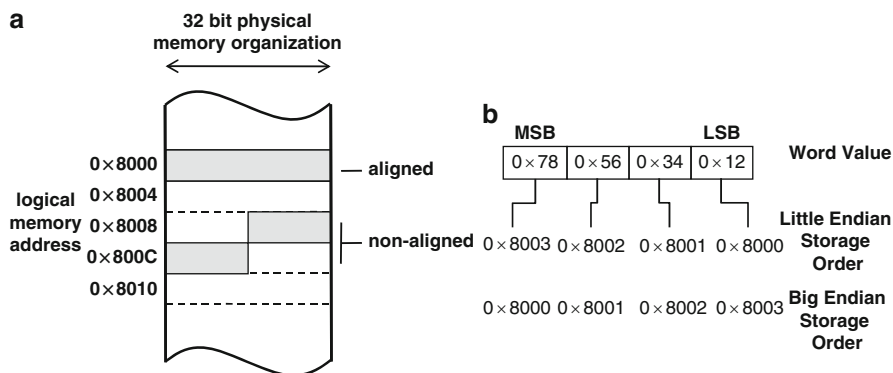 a
32 bit physical
memory organization
0×8000
0×8004
0×8008
0×800C
0×8010
logical
memory
address
aligned
non-aligned
b
MSB LSB
0×78 0×56 0×34 0×12 Word Value
0×8003 0×8002 0×8001 0×8000
Little Endian
Storage
Order
0×8000 0×8001 0×8002 0×8003
Big Endian
Storage
Order